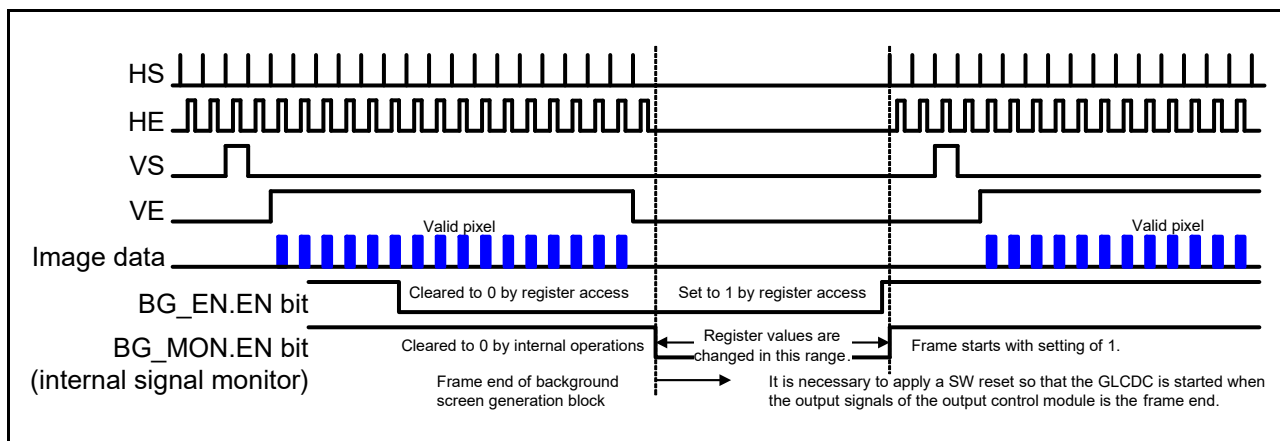 HS
HE
VS
VE
Valid pixel
Valid pixel
Image data
BG_EN.EN bit
Cleared to 0 by register access
Set to 1 by register access
BG_MON.EN bit
(internal signal monitor)
Cleared to 0 by internal operations
Register values are
changed in this range.
Frame starts with setting of 1.
Frame end of background
screen generation block
It is necessary to apply a SW reset so that the GLCDC is started when
the output signals of the output control module is the frame end.